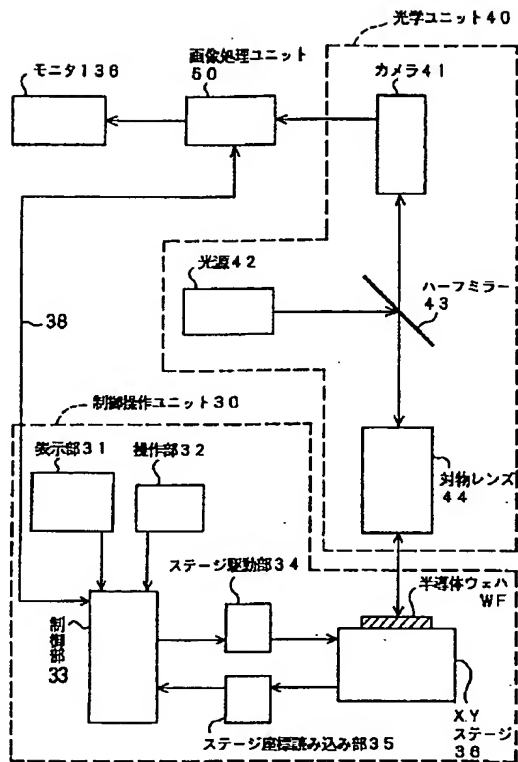 光学ユニット40
画像処理ユニット
50
モニタ136
カメラ41
光源42
ハーフミラー
43
38
制御操作ユニット30
表示部31
操作部32
対物レンズ
44
ステージ駆動部34
半導体ウェハ
WF
制御部
33
ステージ座標読み込み部35
X.Y
ステージ
36